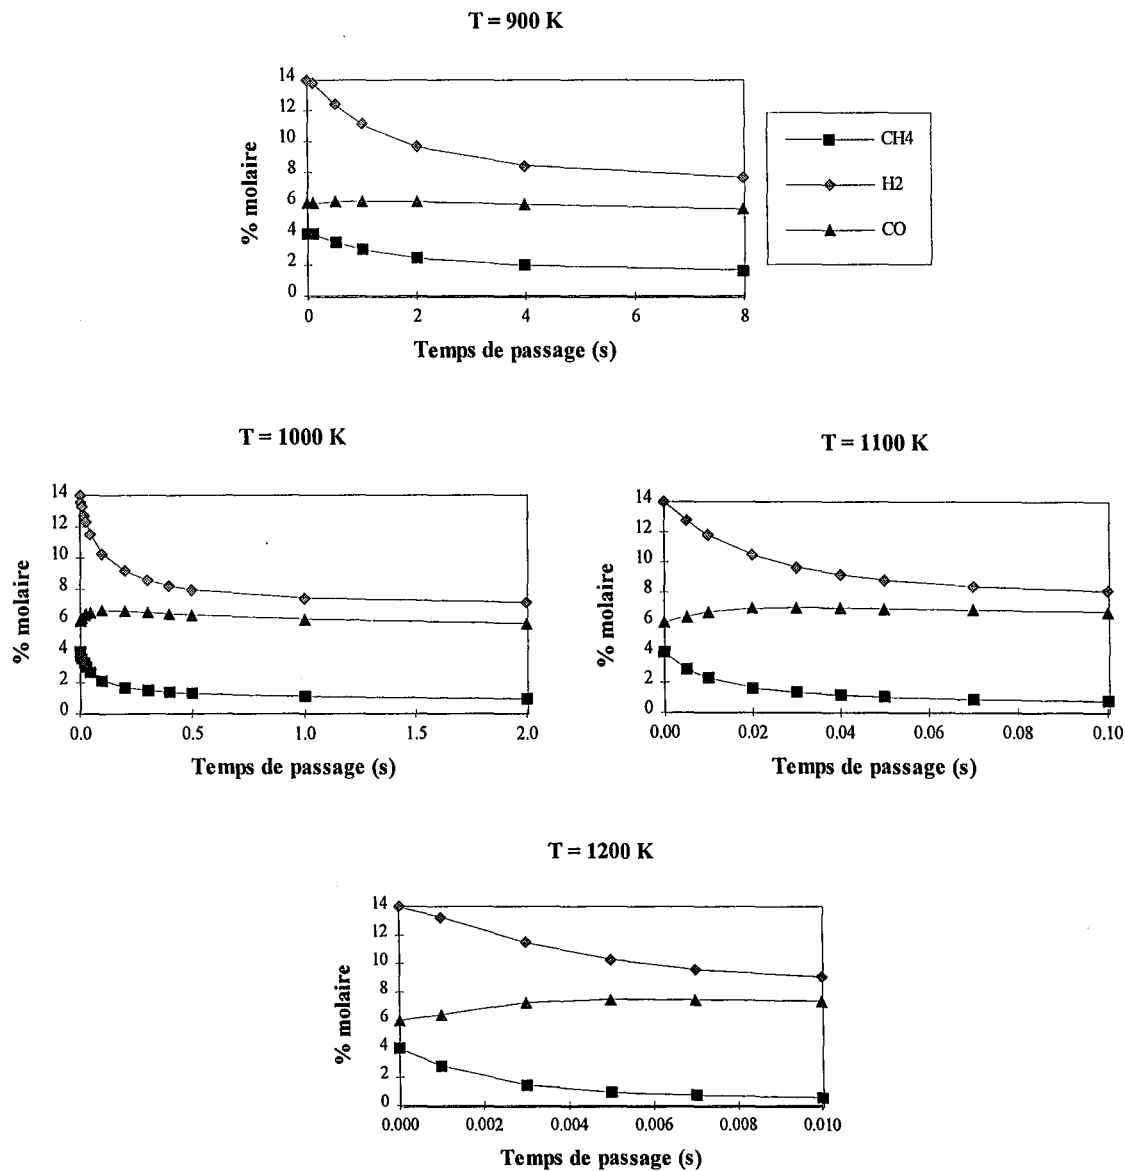 T = 900 K
% molaire
14
12
10
8
6
4
2
0
0 2 4 6 8
Temps de passage (s)
CH4
H2
CO
T = 1000 K
% molaire
14
12
10
8
6
4
2
0
0.0 0.5 1.0 1.5 2.0
Temps de passage (s)
T = 1100 K
% molaire
14
12
10
8
6
4
2
0
0.00 0.02 0.04 0.06 0.08 0.10
Temps de passage (s)
T = 1200 K
% molaire
14
12
10
8
6
4
2
0
0.000 0.002 0.004 0.006 0.008 0.010
Temps de passage (s)